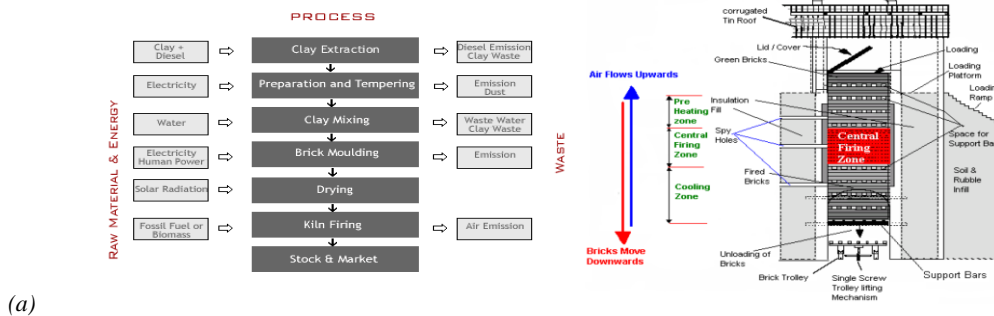 PROCESS
Clay +
Diesel
Clay Extraction
Diesel Emission
Clay Waste
Electricity
Preparation and Tempering
Emission
Dust
Water
Clay Mixing
Waste Water
Clay Waste
Electricity
Human Power
Brick Moulding
Emission
Solar Radiation
Drying
Fossil Fuel or
Biomass
Kiln Firing
Air Emission
Stock & Market
RAW MATERIAL & ENERGY
WASTE
(a)
corrugated
Tin Roof
Lid / Cover
Green Bricks
Loading
Loading
Platform
Loading
Ramp
Air Flows Upwards
Insulation
Fill
Pre
Heating
zone
Spy
Holes
Central
Firing
Zone
Central
Firing
Zone
Space for
Support Ba
Fired
Bricks
Cooling
Zone
Soil &
Rubble
Infill
Bricks Move
Downwards
Unloading of
Bricks
Brick Trolley
Single Screw
Trolley lifting
Mechanism
Support Bars